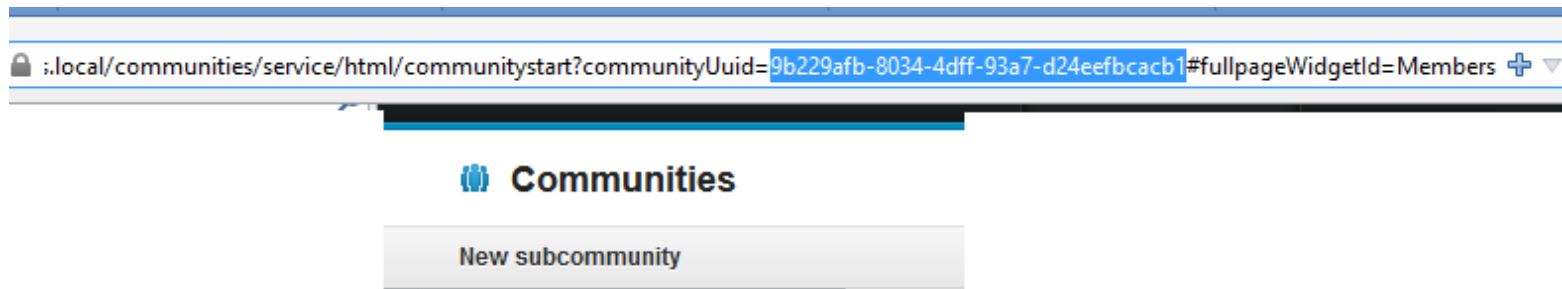 s.local/communities/service/html/communitystart?communityUuid=9b229afb-8034-4dff-93a7-d24eefbcacb1#fullpageWidgetId=Members
Communities
New subcommunity